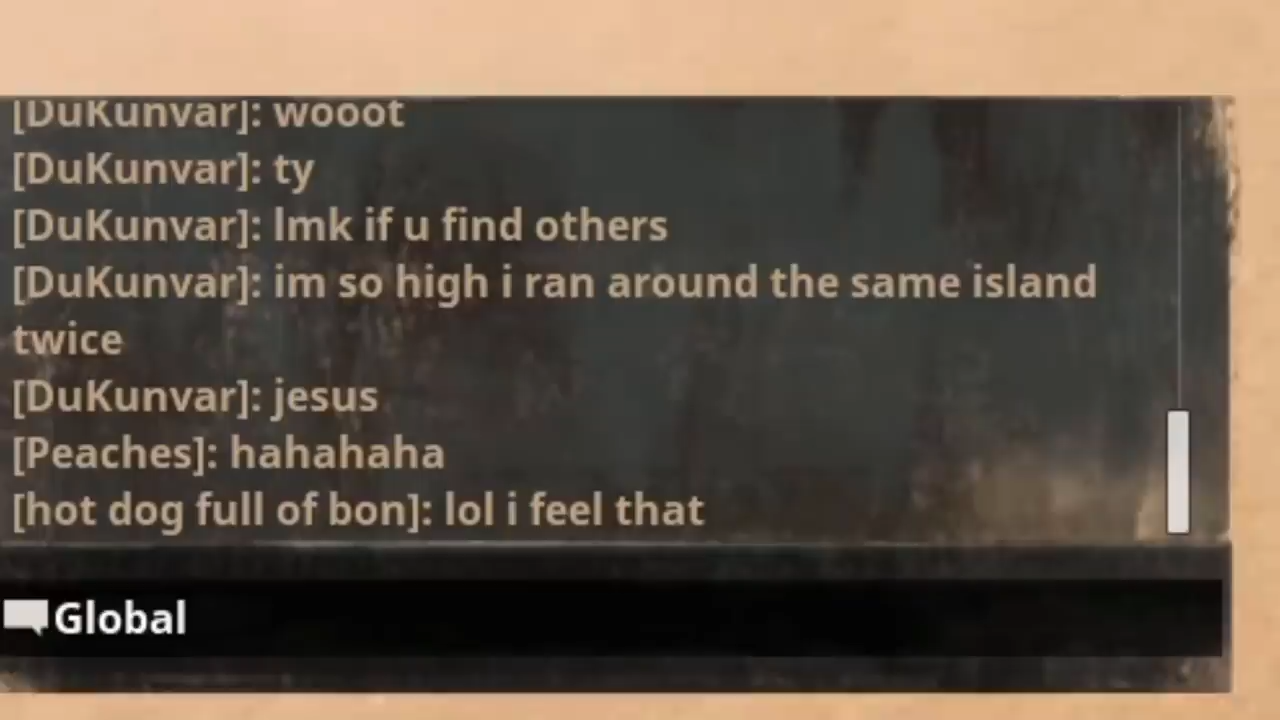 [DuKunvar]: wooot
[DuKunvar]: ty
[DuKunvar]: lmk if u find others
[DuKunvar]: im so high i ran around the same island
twice
[DuKunvar]: jesus
[Peaches]: hahahaha
[hot dog full of bon]: lol i feel that
Global